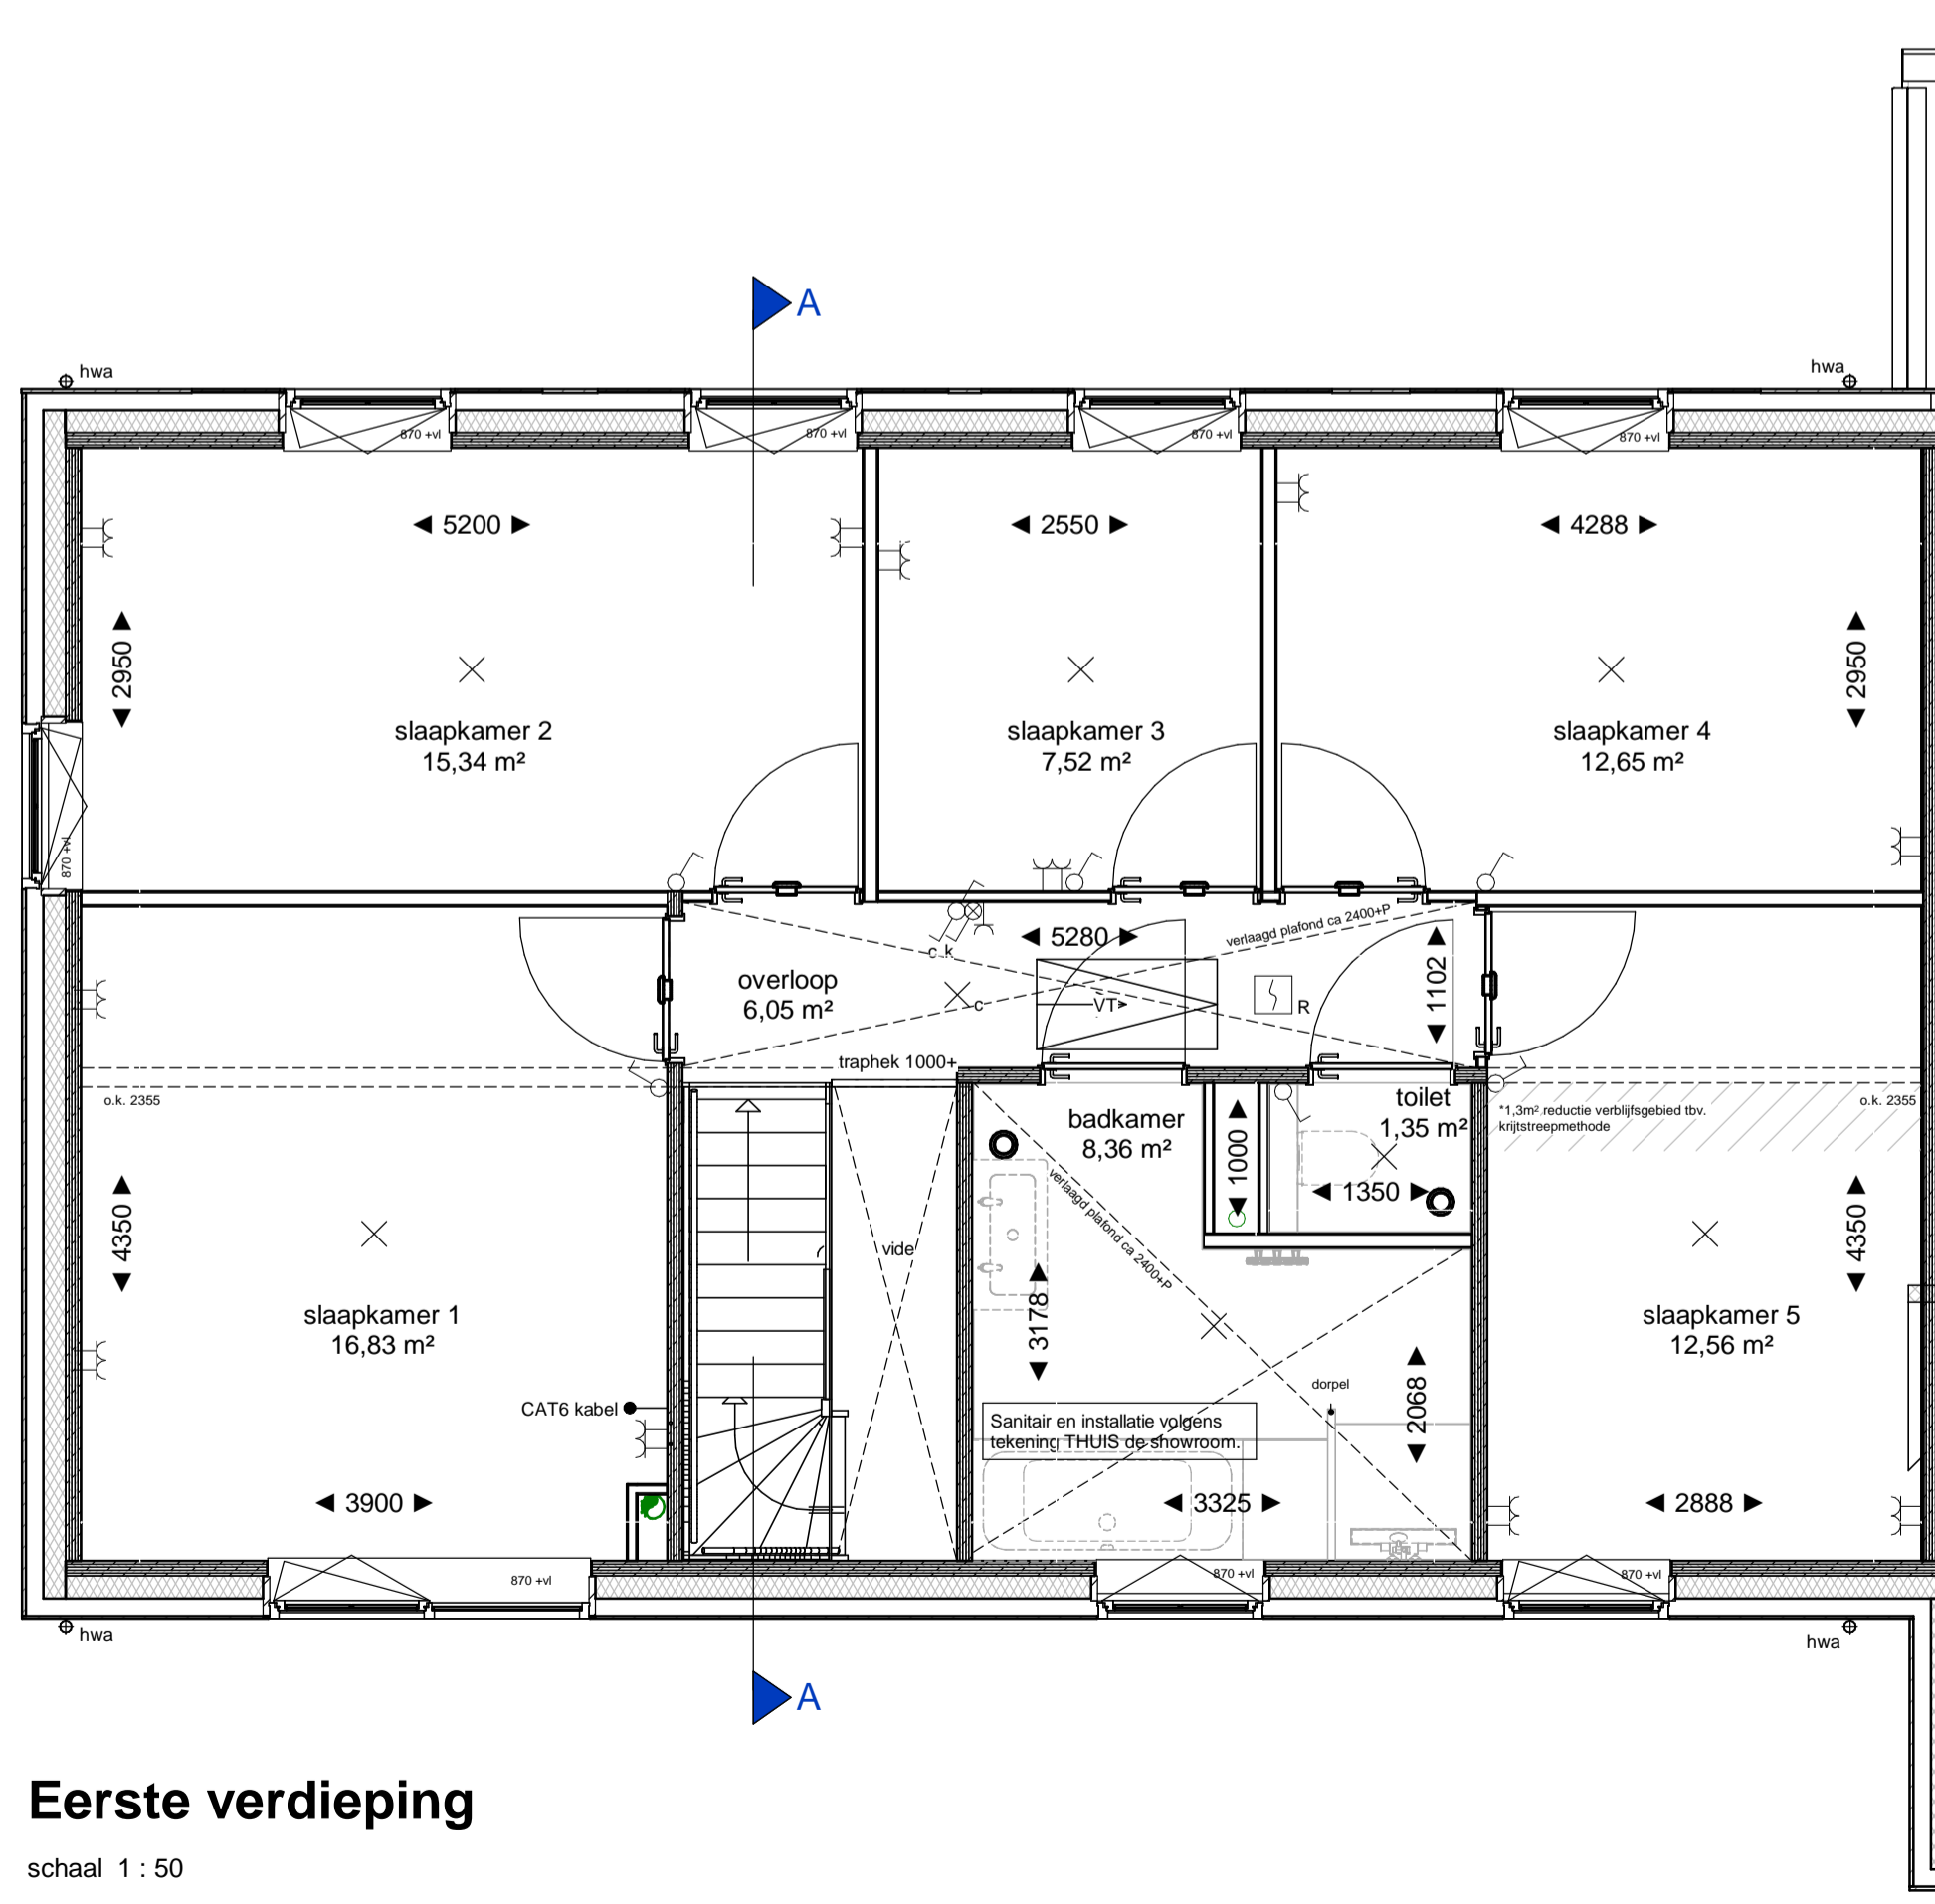 A
hwa
hwa
870 +vl
870 +vl
870 +vl
870 +vl
5200
2550
4288
2950
2950
slaapkamer 2
15,34 m²
slaapkamer 3
7,52 m²
slaapkamer 4
12,65 m²
870 +vl
5280
verlaagd plafond ca 2400+P
c k
overloop
6,05 m²
c
VT
R
1102
traphek 1000+
o.k. 2355
badkamer
8,36 m²
1000
toilet
1,35 m²
1350
*1,3m² reductie verblijfsgebied tbv.
krijtstreepmethode
o.k. 2355
4350
verlaagd plafond ca 2400+P
4350
vide
3178
slaapkamer 1
16,83 m²
slaapkamer 5
12,56 m²
dorpel
2068
CAT6 kabel
Sanitair en installatie volgens
tekening THUIS de showroom.
3900
3325
2888
870 +vl
870 +vl
870 +vl
hwa
hwa
A
Eerste verdieping
schaal 1 : 50